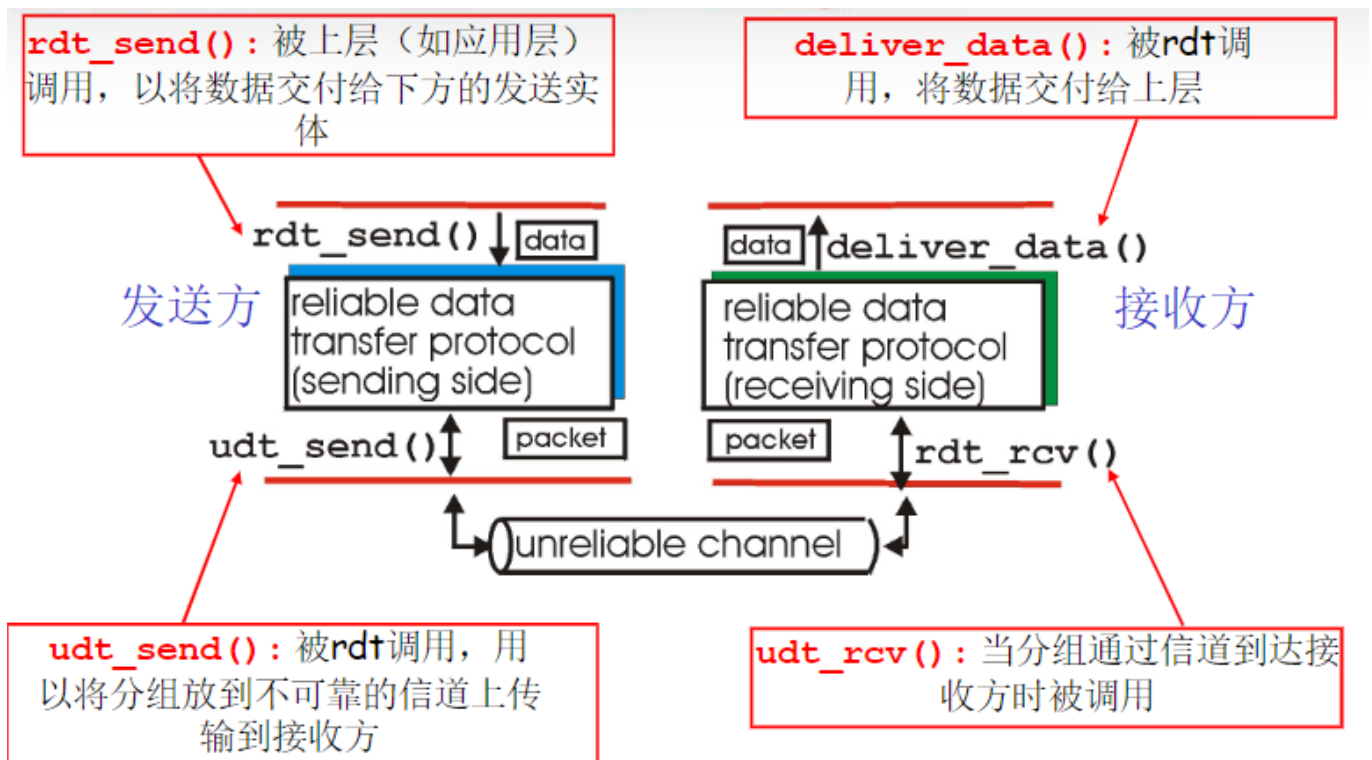 rdt_send(): 被上层（如应用层）
调用，以将数据交付给下方的发送实
体
deliver_data(): 被rdt调
用，将数据交付给上层
rdt_send()
data
data
deliver_data()
发送方
reliable data
transfer protocol
(sending side)
reliable data
transfer protocol
(receiving side)
接收方
udt_send()
packet
packet
rdt_rcv()
unreliable channel
udt_send(): 被rdt调用，用
以将分组放到不可靠的信道上传
输到接收方
udt_rcv(): 当分组通过信道到达接
收方时被调用